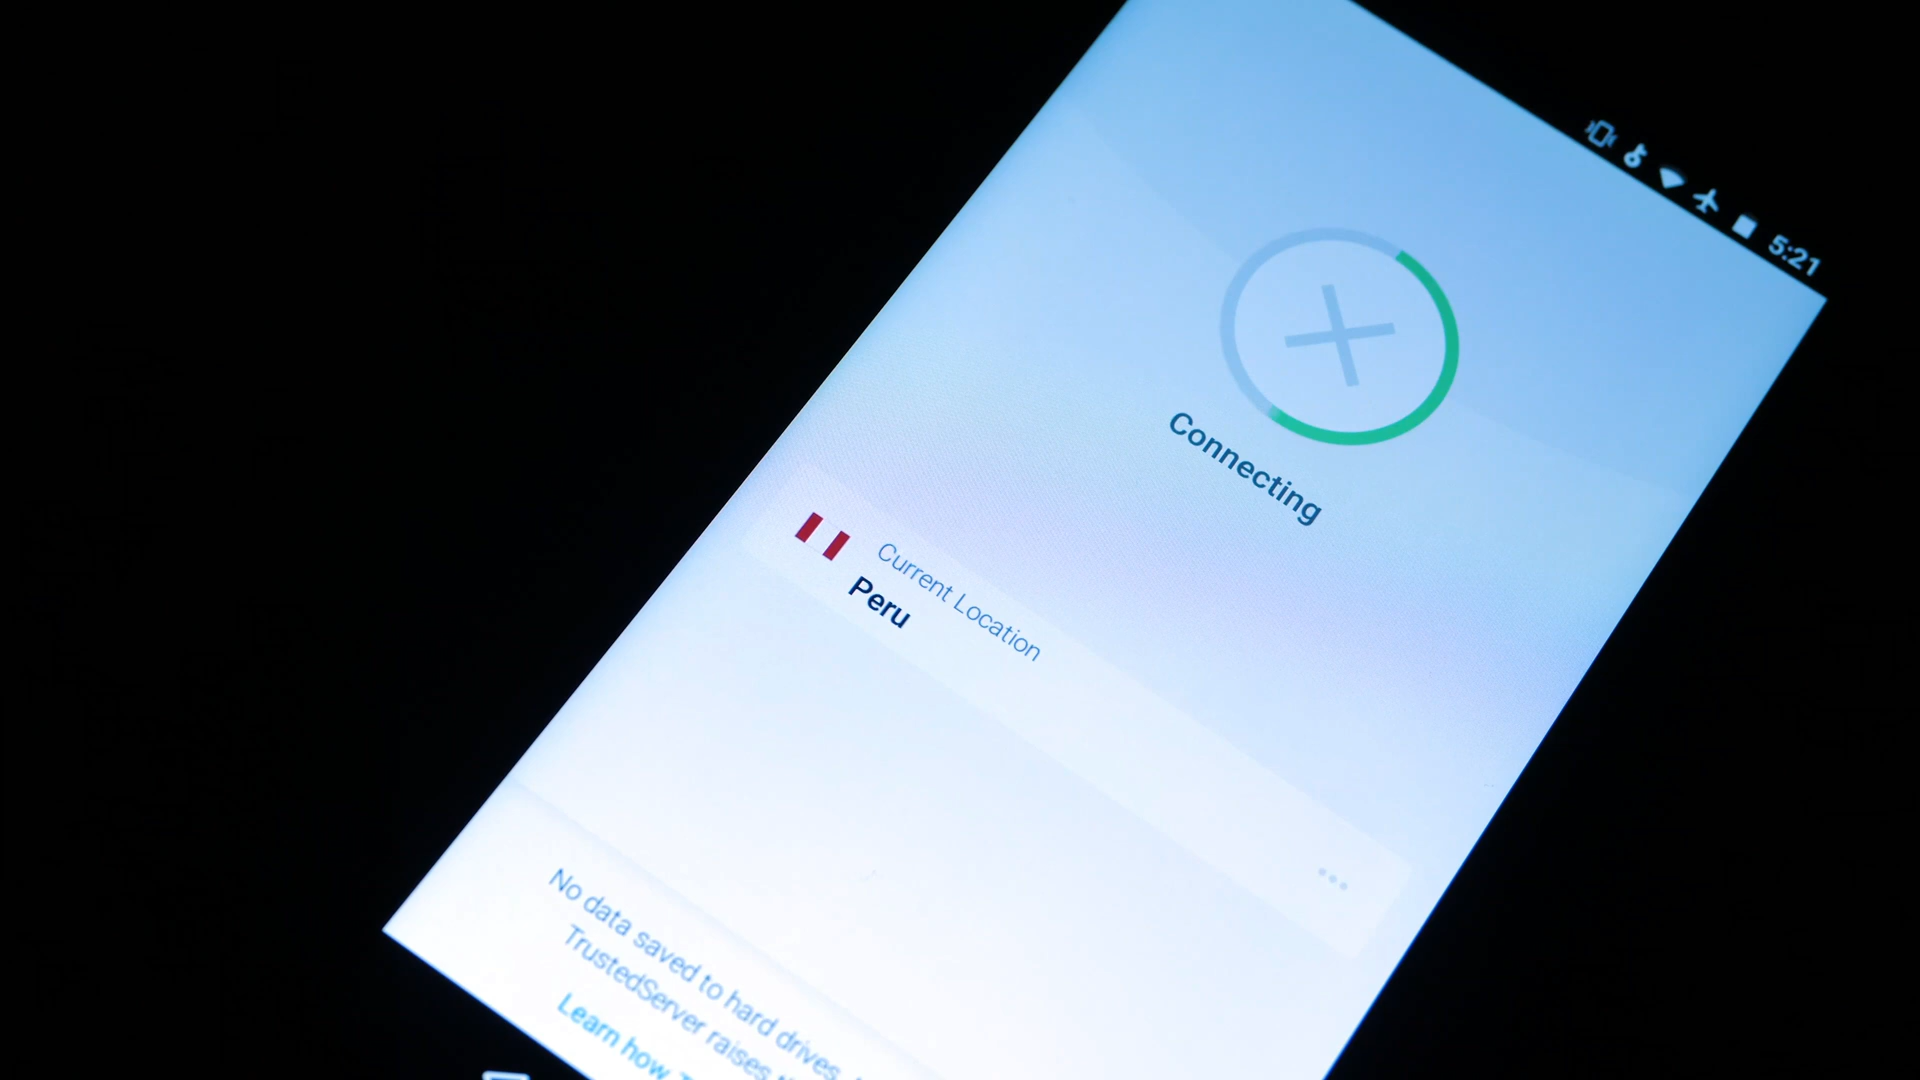 5:21
Connecting
Current Location
Peru
No data saved to hard drives.
TrustedServer raises
Learn how